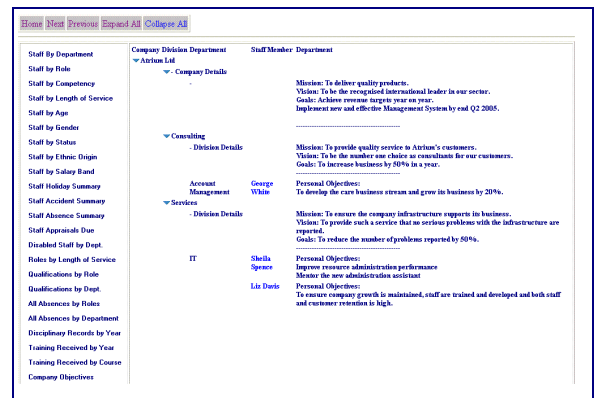 Home Next Previous Expand All Collapse All
Staff By Department
Staff by Role
Staff by Competency
Staff by Length of Service
Staff by Age
Staff by Gender
Staff by Status
Staff by Ethnic Origin
Staff by Salary Band
Staff Holiday Summary
Staff Accident Summary
Staff Absence Summary
Staff Appraisals Due
Disabled Staff by Dept.
Roles by Length of Service
Qualifications by Role
Qualifications by Dept.
All Absences by Roles
All Absences by Department
Disciplinary Records by Year
Training Received by Year
Training Received by Course
Company Objectives
Company Division Department Staff Member Department
Atrium Ltd
- Company Details
- Mission: To deliver quality products.
Vision: To be the recognised international leader in our sector.
Goals: Achieve revenue targets year on year.
Implement new and effective Management System by end Q2 2005.
----------------------------------------
Consulting
- Division Details Mission: To provide quality service to Atrium's customers.
Vision: To be the number one choice as consultants for our customers.
Goals: To increase business by 50% in a year.
----------------------------------------
Account George Personal Objectives:
Management White To develop the care business stream and grow its business by 20%.
Services
- Division Details Mission: To ensure the company infrastructure supports its business.
Vision: To provide such a service that no serious problems with the infrastructure are
reported.
Goals: To reduce the number of problems reported by 50%.
----------------------------------------
IT Sheila Personal Objectives:
Spence Improve resource administration performance
Mentor the new administration assistant
Liz Davis Personal Objectives:
To ensure company growth is maintained, staff are trained and developed and both staff
and customer retention is high.